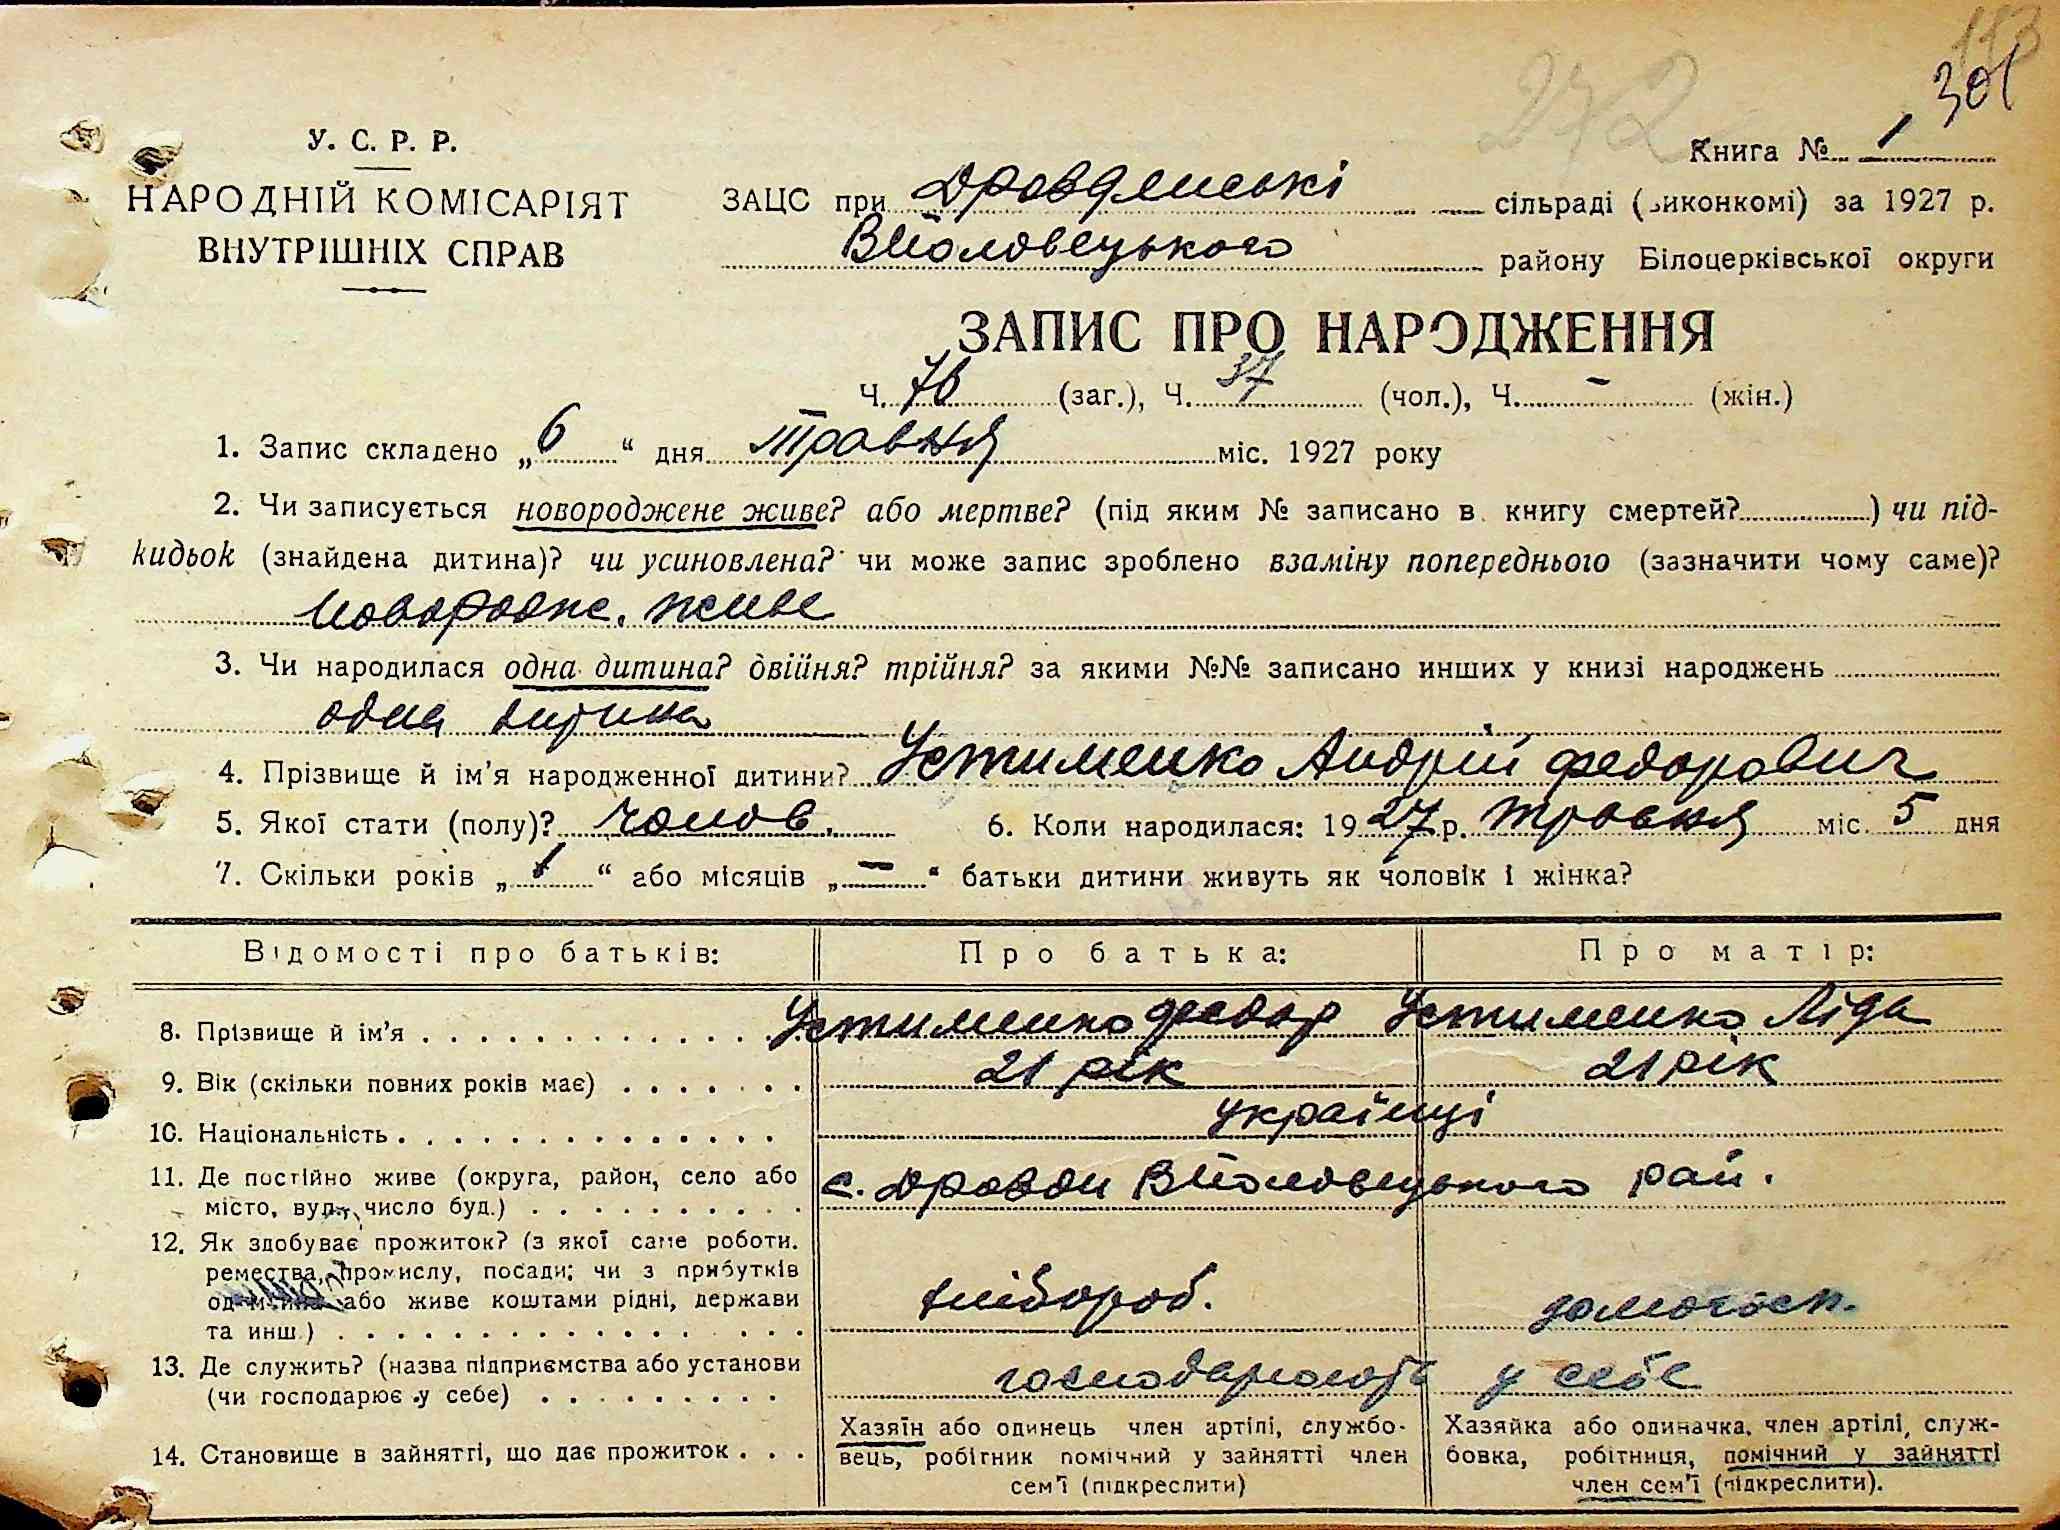 113
301
272
У. С. Р. Р.
НАРОДНІЙ КОМІСАРІЯТ
ВНУТРІШНІХ СПРАВ
Книга № 1
ЗАЦС при сільраді (виконкомі) за 1927 р.
району Білоцерківської округи
ЗАПИС ПРО НАРОДЖЕННЯ
Ч. 76 (заг.), Ч. 37 (чол.), Ч. - (жін.)
1. Запис складено „6“ дня травня міс. 1927 року
2. Чи записується новороджене живе? або мертве? (під яким № записано в книгу смертей?) чи під-
кидьок (знайдена дитина)? чи усиновлена? чи може запис зроблено взаміну попереднього (зазначити чому саме)?
новородже. живе
3. Чи народилася одна дитина? двійня? трійня? за якими №№ записано инших у книзі народжень
одна дитина
4. Прізвище й ім’я народженної дитини? Устименко Андрій Федорович
5. Якої стати (полу)? чолов. 6. Коли народилася: 1927 р. травня міс. 5 дня
7. Скільки років „1“ або місяців „—“ батьки дитини живуть як чоловік і жінка?
Відомості про батьків: Про батька: Про матір:
8. Прізвище й ім’я Устименко Федор Устименко Ліда
9. Вік (скільки повних років має) 21 рік 21 рік
10. Національність українці
11. Де постійно живе (округа, район, село або
місто, вул., число буд.) с. рай.
12. Як здобуває прожиток? (з якої саме роботи.
ремества, промислу, посади; чи з прибутків
або живе коштами рідні, держави
та инш.) хлібороб. домогосп.
13. Де служить? (назва підприємства або установи
(чи господарює у себе) господарюють у себе
14. Становище в зайнятті, що дає прожиток
Хазяїн або одинець член артілі, службо-
вець, робітник помічний у зайнятті член
сем’ї (підкреслити)
Хазяйка або одиначка, член артілі, служ-
бовка, робітниця, помічний у зайнятті
член сем’ї (підкреслити).